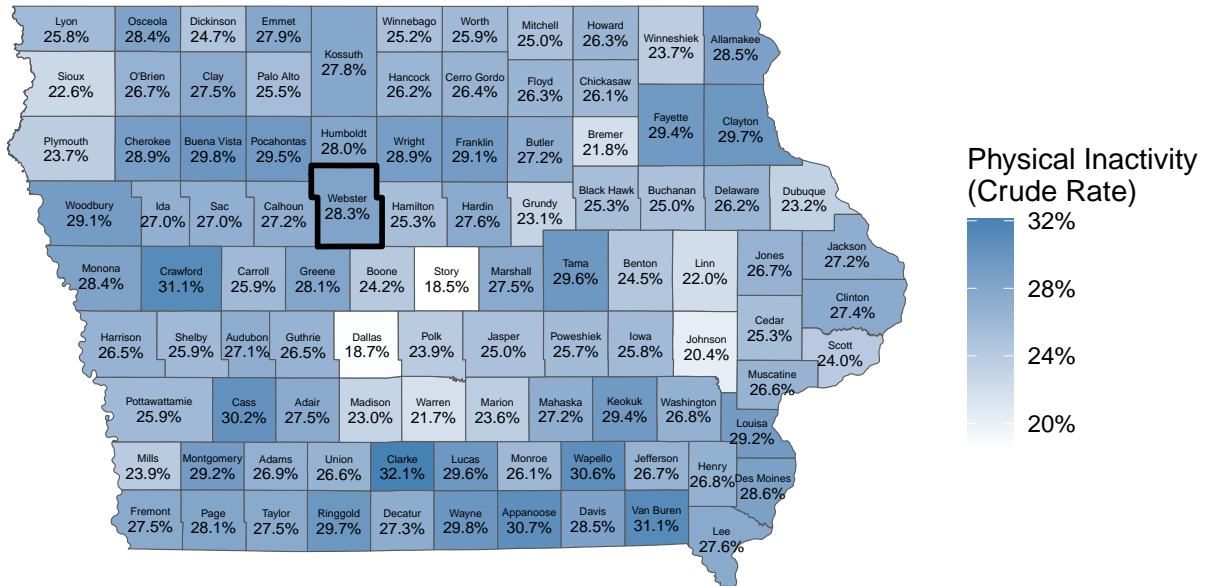 Lyon
25.8%
Osceola
28.4%
Dickinson
24.7%
Emmet
27.9%
Kossuth
27.8%
Winnebago
25.2%
Worth
25.9%
Mitchell
25.0%
Howard
26.3%
Winneshiek
23.7%
Allamakee
28.5%
Sioux
22.6%
O'Brien
26.7%
Clay
27.5%
Palo Alto
25.5%
Hancock
26.2%
Cerro Gordo
26.4%
Floyd
26.3%
Chickasaw
26.1%
Fayette
29.4%
Clayton
29.7%
Plymouth
23.7%
Cherokee
28.9%
Buena Vista
29.8%
Pocahontas
29.5%
Humboldt
28.0%
Wright
28.9%
Franklin
29.1%
Butler
27.2%
Bremer
21.8%
Woodbury
29.1%
Ida
27.0%
Sac
27.0%
Calhoun
27.2%
Webster
28.3%
Hamilton
25.3%
Hardin
27.6%
Grundy
23.1%
Black Hawk
25.3%
Buchanan
25.0%
Delaware
26.2%
Dubuque
23.2%
Monona
28.4%
Crawford
31.1%
Carroll
25.9%
Greene
28.1%
Boone
24.2%
Story
18.5%
Marshall
27.5%
Tama
29.6%
Benton
24.5%
Linn
22.0%
Jones
26.7%
Jackson
27.2%
Clinton
27.4%
Harrison
26.5%
Shelby
25.9%
Audubon
27.1%
Guthrie
26.5%
Dallas
18.7%
Polk
23.9%
Jasper
25.0%
Poweshiek
25.7%
Iowa
25.8%
Johnson
20.4%
Cedar
25.3%
Scott
24.0%
Muscatine
26.6%
Pottawattamie
25.9%
Cass
30.2%
Adair
27.5%
Madison
23.0%
Warren
21.7%
Marion
23.6%
Mahaska
27.2%
Keokuk
29.4%
Washington
26.8%
Louisa
29.2%
Mills
23.9%
Montgomery
29.2%
Adams
26.9%
Union
26.6%
Clarke
32.1%
Lucas
29.6%
Monroe
26.1%
Wapello
30.6%
Jefferson
26.7%
Henry
26.8%
Des Moines
28.6%
Fremont
27.5%
Page
28.1%
Taylor
27.5%
Ringgold
29.7%
Decatur
27.3%
Wayne
29.8%
Appanoose
30.7%
Davis
28.5%
Van Buren
31.1%
Lee
27.6%
Physical Inactivity
(Crude Rate)
32%
28%
24%
20%